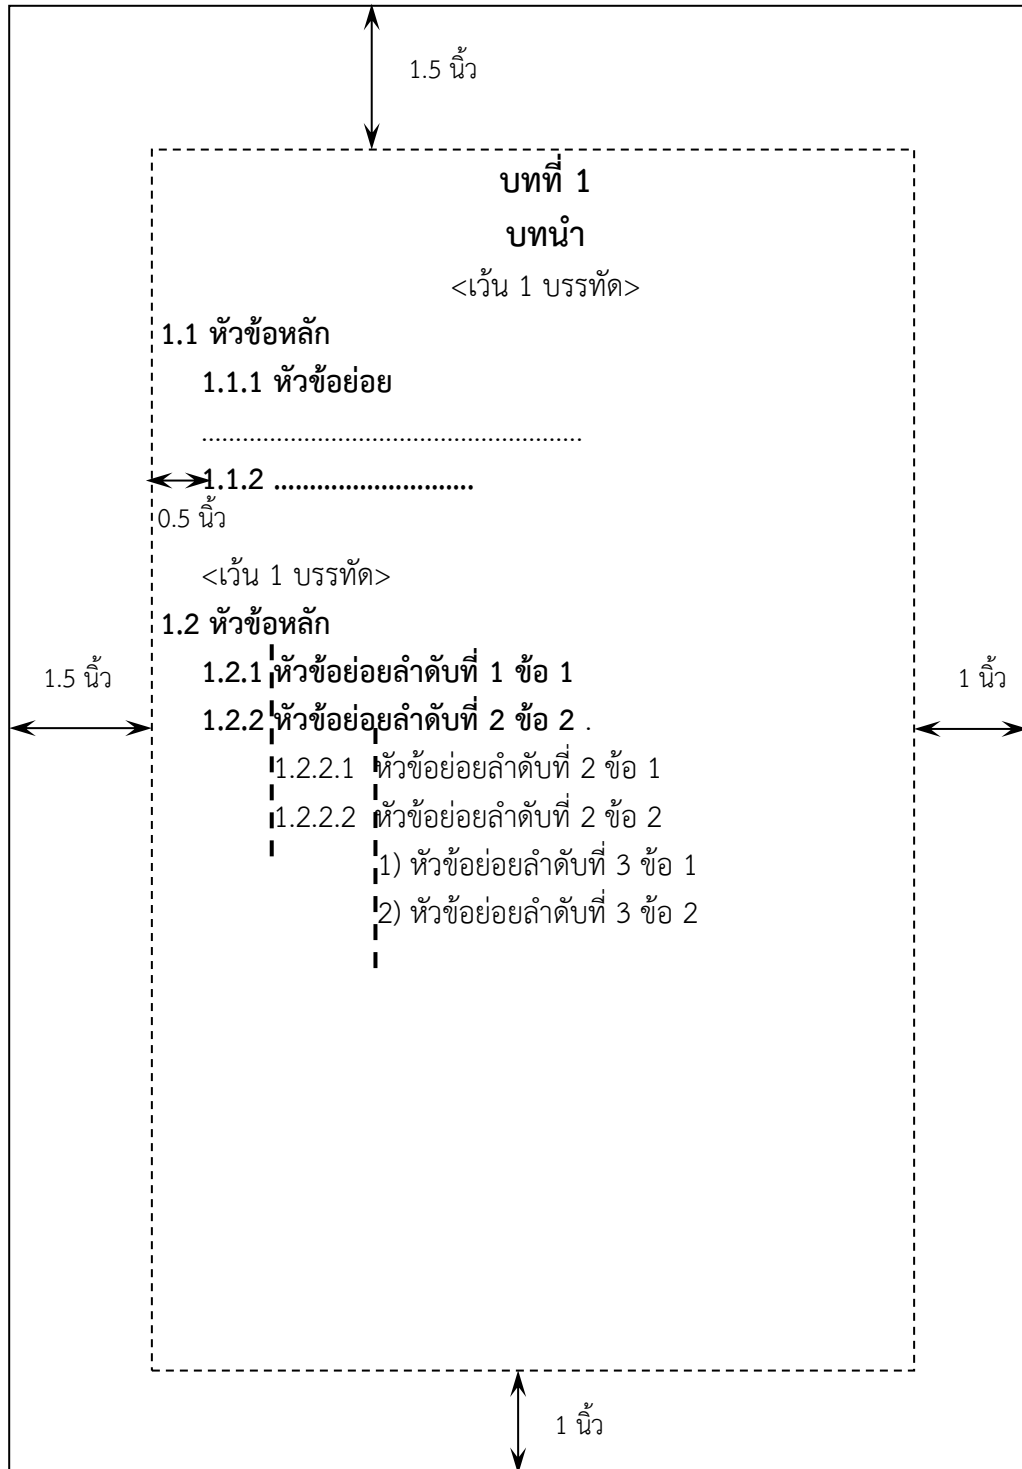 1.5 นิ้ว
บทที่ 1
บทนำ
<เว้น 1 บรรทัด>
1.1 หัวข้อหลัก
1.1.1 หัวข้อย่อย
........................................................
1.1.2 ............................
0.5 นิ้ว
<เว้น 1 บรรทัด>
1.2 หัวข้อหลัก
1.2.1 หัวข้อย่อยลำดับที่ 1 ข้อ 1
1.5 นิ้ว
1 นิ้ว
1.2.2 หัวข้อย่อยลำดับที่ 2 ข้อ 2 .
1.2.2.1 หัวข้อย่อยลำดับที่ 2 ข้อ 1
1.2.2.2 หัวข้อย่อยลำดับที่ 2 ข้อ 2
1) หัวข้อย่อยลำดับที่ 3 ข้อ 1
2) หัวข้อย่อยลำดับที่ 3 ข้อ 2
1 นิ้ว